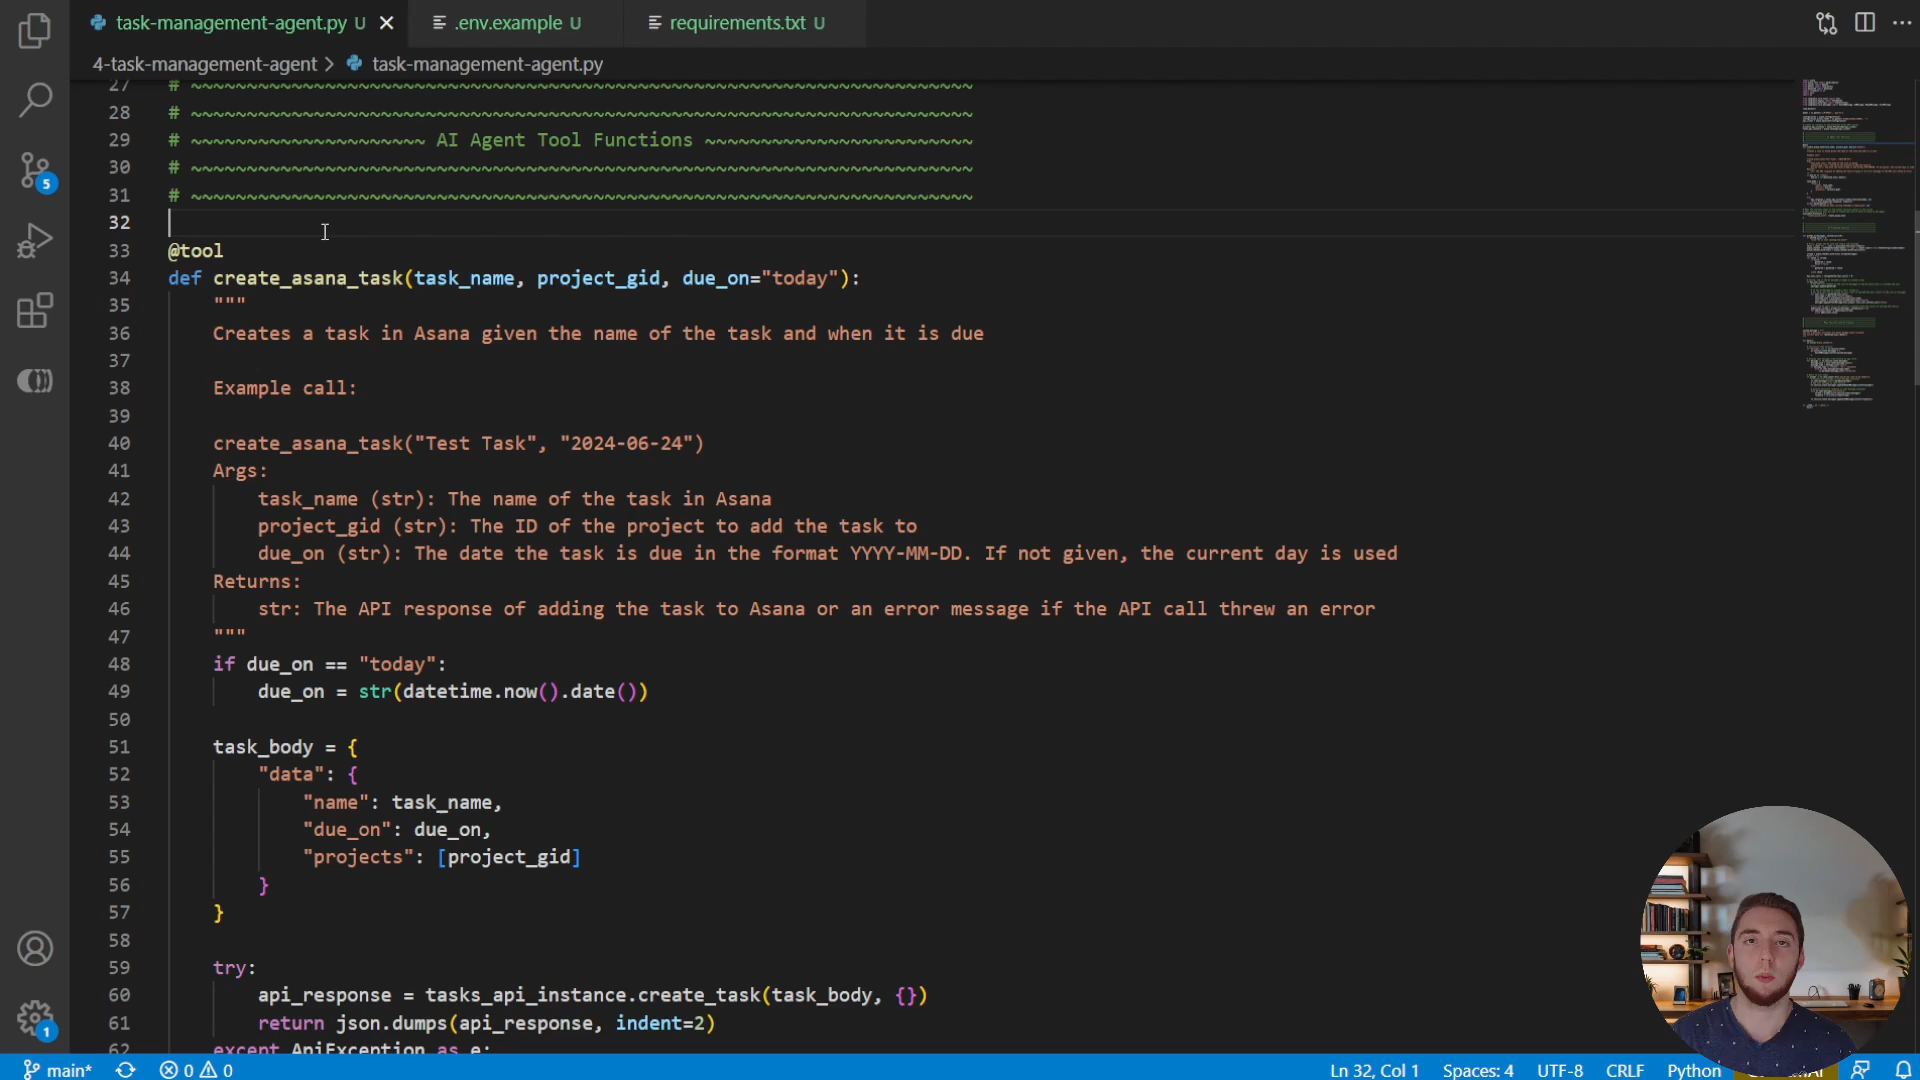 task-management-agent.py U
.env.example U
requirements.txt U
4-task-management-agent > task-management-agent.py
27 # ~~~~~~~~~~~~~~~~~~~~~~~~~~~~~~~~~~~~~~~~~~~~~~~~~~~~~~~~~~~~~~~~~~~~~~
28 # ~~~~~~~~~~~~~~~~~~~~~~~~~~~~~~~~~~~~~~~~~~~~~~~~~~~~~~~~~~~~~~~~~~~~~~
29 # ~~~~~~~~~~~~~~~~~~~~~ AI Agent Tool Functions ~~~~~~~~~~~~~~~~~~~~~~~~
30 # ~~~~~~~~~~~~~~~~~~~~~~~~~~~~~~~~~~~~~~~~~~~~~~~~~~~~~~~~~~~~~~~~~~~~~~
31 # ~~~~~~~~~~~~~~~~~~~~~~~~~~~~~~~~~~~~~~~~~~~~~~~~~~~~~~~~~~~~~~~~~~~~~~
32
33 @tool
34 def create_asana_task(task_name, project_gid, due_on="today"):
35 """
36 Creates a task in Asana given the name of the task and when it is due
37
38 Example call:
39
40 create_asana_task("Test Task", "2024-06-24")
41 Args:
42 task_name (str): The name of the task in Asana
43 project_gid (str): The ID of the project to add the task to
44 due_on (str): The date the task is due in the format YYYY-MM-DD. If not given, the current day is used
45 Returns:
46 str: The API response of adding the task to Asana or an error message if the API call threw an error
47 """
48 if due_on == "today":
49 due_on = str(datetime.now().date())
50
51 task_body = {
52 "data": {
53 "name": task_name,
54 "due_on": due_on,
55 "projects": [project_gid]
56 }
57 }
58
59 try:
60 api_response = tasks_api_instance.create_task(task_body, {})
61 return json.dumps(api_response, indent=2)
62 except ApiException as e:
5
1
main* 0 0
Ln 32, Col 1 Spaces: 4 UTF-8 CRLF Python